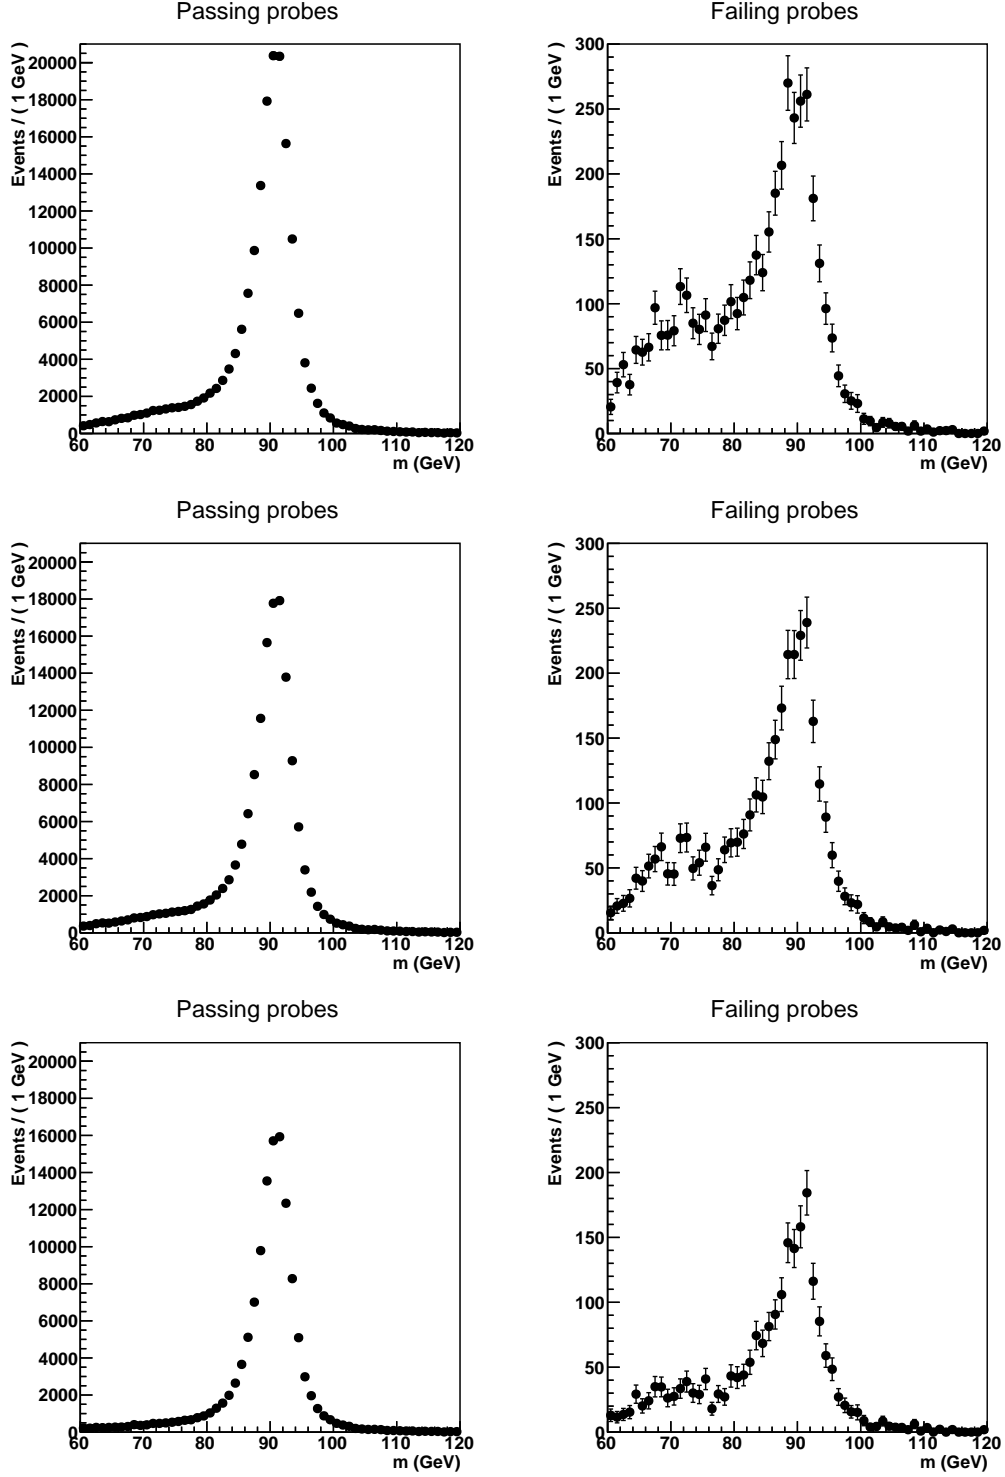 Passing probes
Events / ( 1 GeV )
20000
18000
16000
14000
12000
10000
8000
6000
4000
2000
0
60 70 80 90 100 110 120
m (GeV)
Failing probes
Events / ( 1 GeV )
300
250
200
150
100
50
0
60 70 80 90 100 110 120
m (GeV)
Passing probes
Events / ( 1 GeV )
20000
18000
16000
14000
12000
10000
8000
6000
4000
2000
0
60 70 80 90 100 110 120
m (GeV)
Failing probes
Events / ( 1 GeV )
300
250
200
150
100
50
0
60 70 80 90 100 110 120
m (GeV)
Passing probes
Events / ( 1 GeV )
20000
18000
16000
14000
12000
10000
8000
6000
4000
2000
0
60 70 80 90 100 110 120
m (GeV)
Failing probes
Events / ( 1 GeV )
300
250
200
150
100
50
0
60 70 80 90 100 110 120
m (GeV)